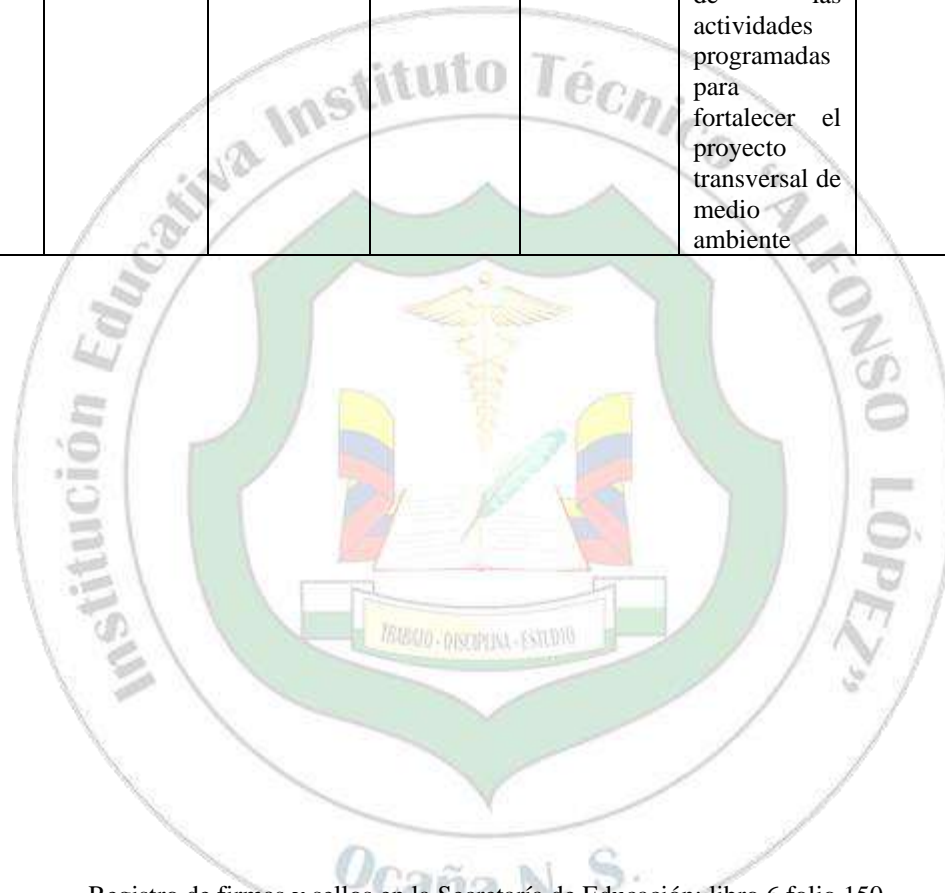 de las
actividades
programadas
para
fortalecer el
proyecto
transversal de
medio
ambiente
Institución Educativa Instituto Técnico "ALFONSO LÓPEZ"
TRABAJO - DISCIPLINA - ESTUDIO
Ocaña N. S.
Registro de firmas y sellos en la Secretaría de Educación: libro 6 folio 150